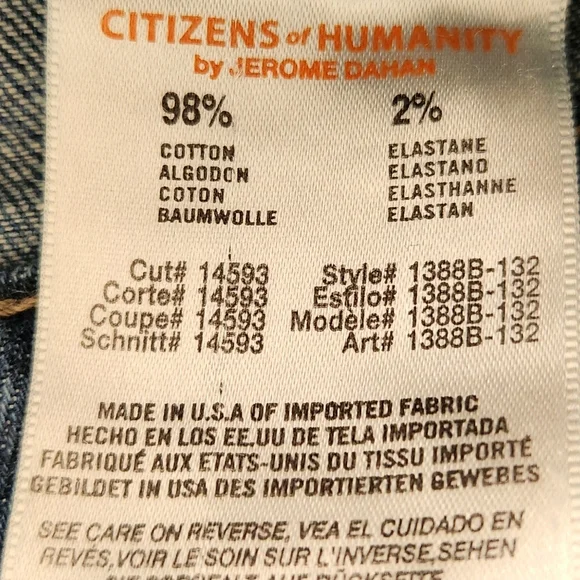 CITIZENS of HUMANITY
by JEROME DAHAN
98% 2%
COTTON ELASTANE
ALGODON ELASTANO
COTON ELASTHANNE
BAUMWOLLE ELASTAN
Cut# 14593 Style# 1388B-132
Corte# 14593 Estilo# 1388B-132
Coupe# 14593 Modèle# 1388B-132
Schnitt# 14593 Art# 1388B-132
MADE IN U.S.A OF IMPORTED FABRIC
HECHO EN LOS EE.UU DE TELA IMPORTADA
FABRIQUÉ AUX ETATS-UNIS DU TISSU IMPORTÉ
GEBILDET IN USA DES IMPORTIERTEN GEWEBES
SEE CARE ON REVERSE, VEA EL CUIDADO EN
REVÉS,VOIR LE SOIN SUR L'INVERSE,SEHEN
AUF RÜCKSEITE